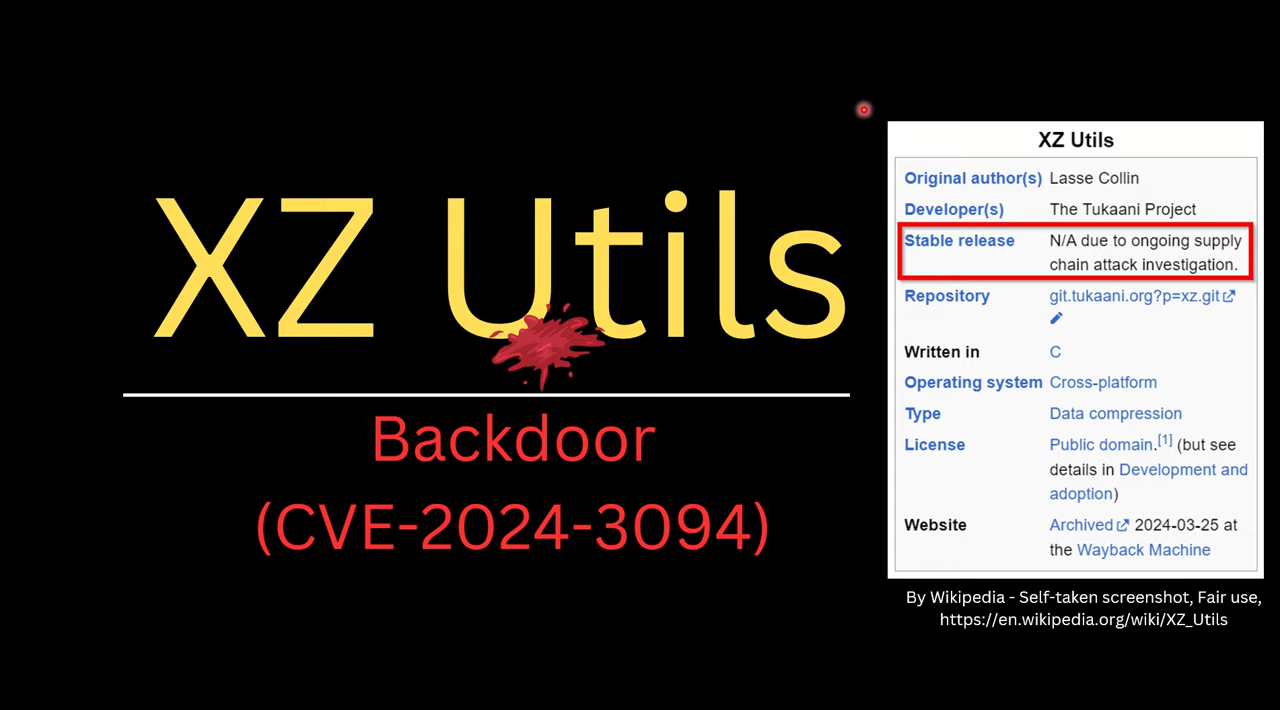 XZ Utils
Backdoor
(CVE-2024-3094)
XZ Utils
Original author(s) Lasse Collin
Developer(s) The Tukaani Project
Stable release N/A due to ongoing supply
chain attack investigation.
Repository git.tukaani.org?p=xz.git
Written in C
Operating system Cross-platform
Type Data compression
License Public domain.[1] (but see
details in Development and
adoption)
Website Archived 2024-03-25 at
the Wayback Machine
By Wikipedia - Self-taken screenshot, Fair use,
https://en.wikipedia.org/wiki/XZ_Utils